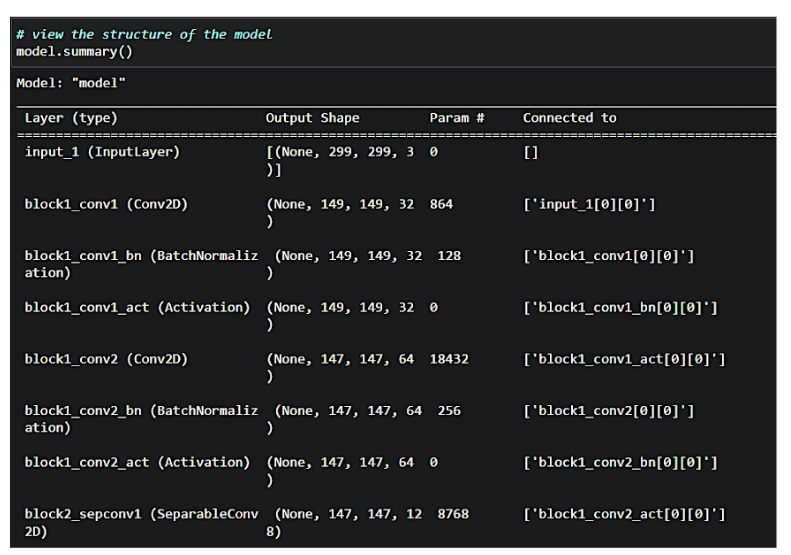 # view the structure of the model
model.summary()
Model: "model"
Layer (type) Output Shape Param # Connected to
input_1 (InputLayer) [(None, 299, 299, 3 0 []
)]
block1_conv1 (Conv2D) (None, 149, 149, 32 864 ['input_1[0][0]']
)
block1_conv1_bn (BatchNormaliz (None, 149, 149, 32 128 ['block1_conv1[0][0]']
ation) )
block1_conv1_act (Activation) (None, 149, 149, 32 0 ['block1_conv1_bn[0][0]']
)
block1_conv2 (Conv2D) (None, 147, 147, 64 18432 ['block1_conv1_act[0][0]']
)
block1_conv2_bn (BatchNormaliz (None, 147, 147, 64 256 ['block1_conv2[0][0]']
ation) )
block1_conv2_act (Activation) (None, 147, 147, 64 0 ['block1_conv2_bn[0][0]']
)
block2_sepconv1 (SeparableConv (None, 147, 147, 12 8768 ['block1_conv2_act[0][0]']
2D) 8)